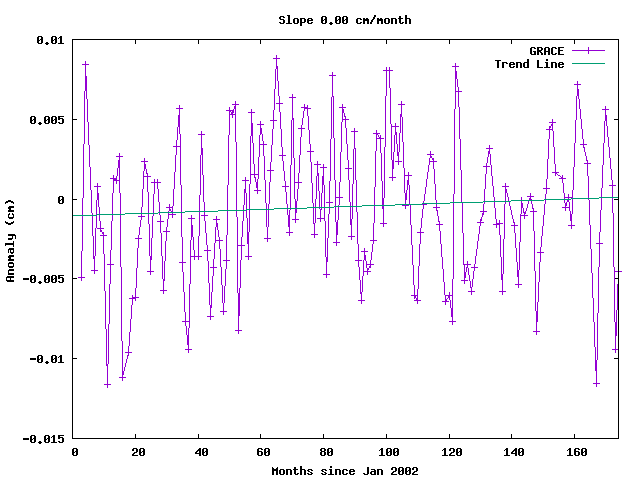 Slope 0.00 cm/month
0.01
0.005
0
-0.005
-0.01
-0.015
Anomaly (cm)
GRACE
Trend Line
0 20 40 60 80 100 120 140 160
Months since Jan 2002